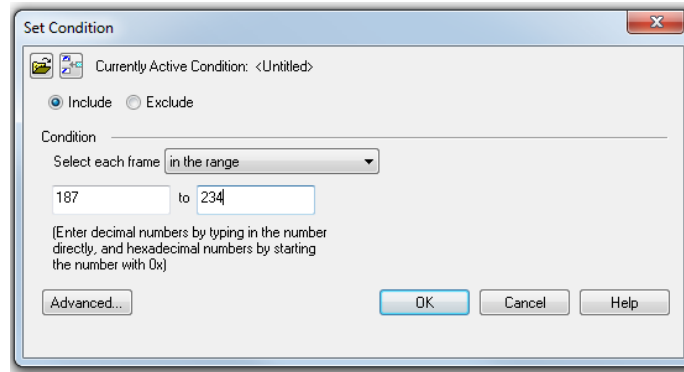 Set Condition
Currently Active Condition: <Untitled>
Include Exclude
Condition
Select each frame in the range
187 to 234
(Enter decimal numbers by typing in the number
directly, and hexadecimal numbers by starting
the number with 0x)
Advanced... OK Cancel Help